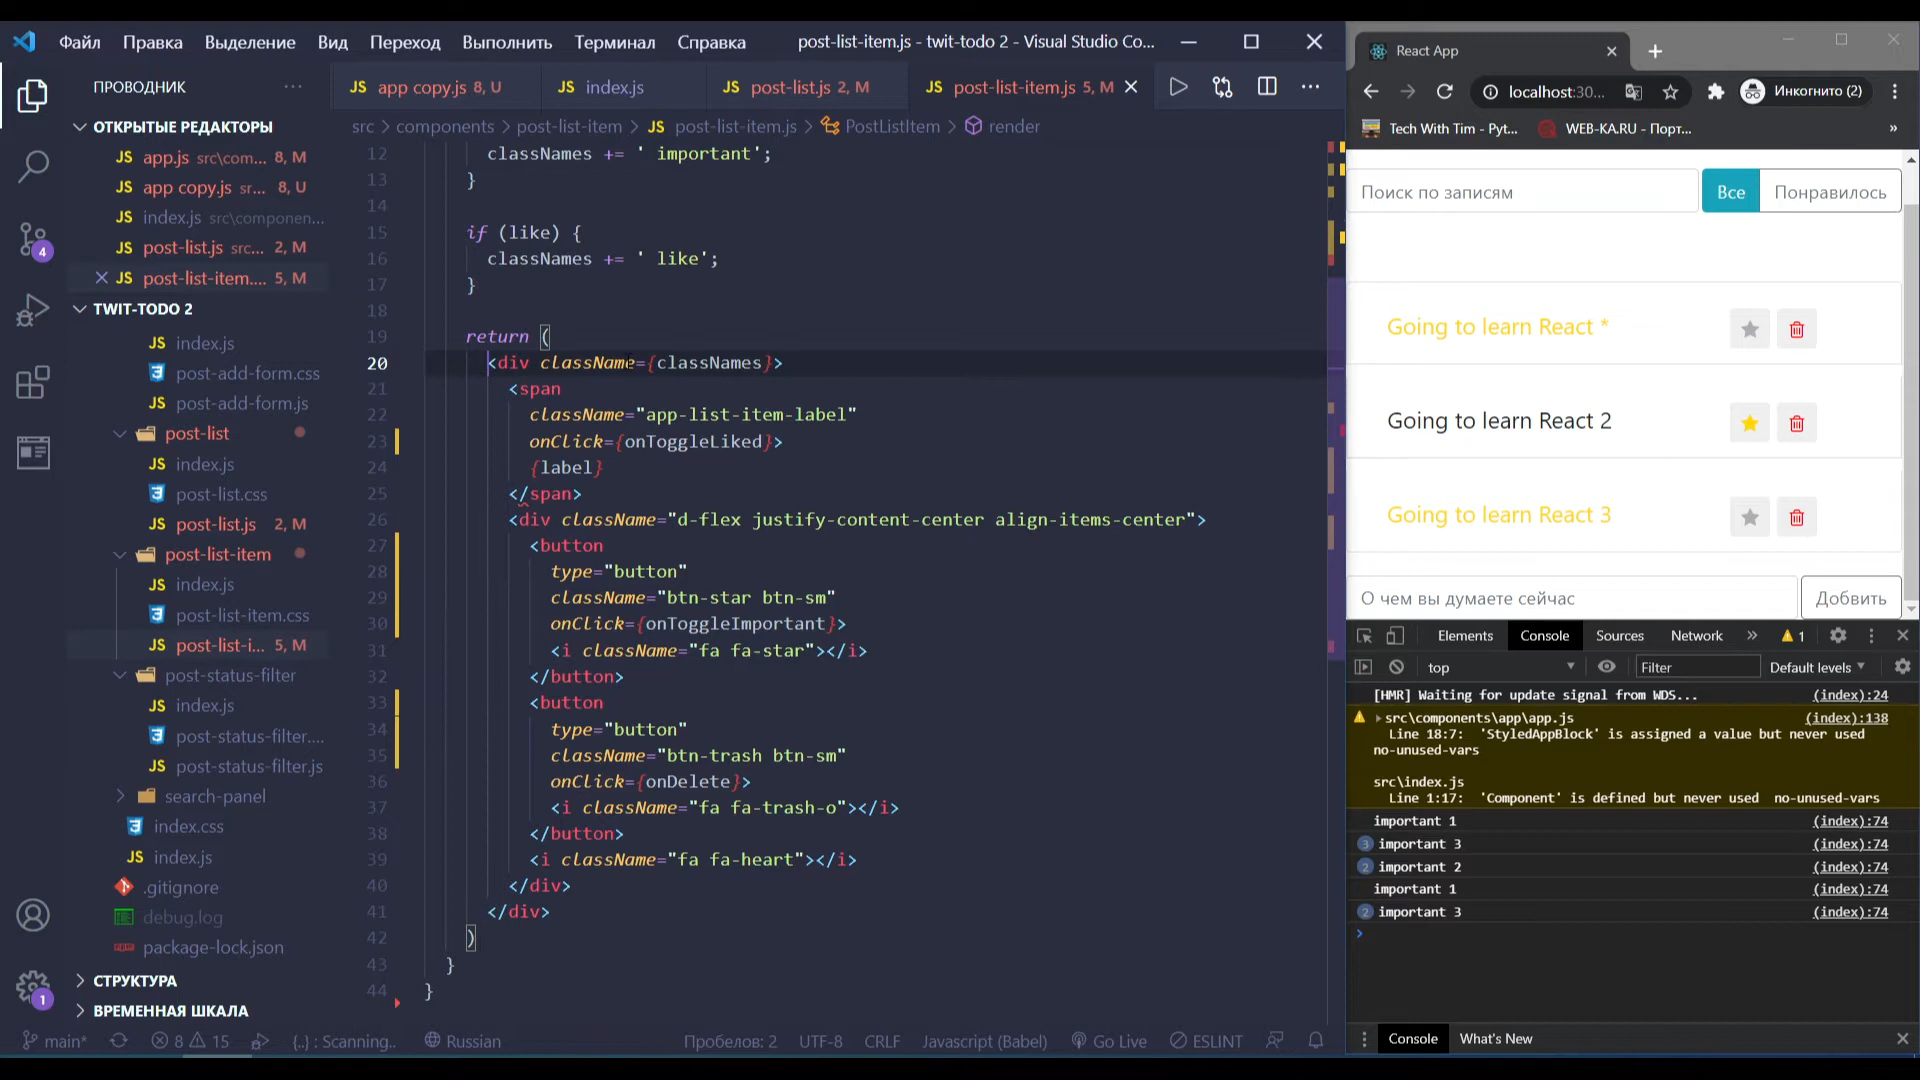 Файл Правка Выделение Вид Переход Выполнить Терминал Справка post-list-item.js - twit-todo 2 - Visual Studio Co...
ПРОВОДНИК
JS app copy.js 8, U JS index.js JS post-list.js 2, M JS post-list-item.js 5, M
src > components > post-list-item > JS post-list-item.js > PostListItem > render
ОТКРЫТЫЕ РЕДАКТОРЫ
JS app.js src\com... 8, M
JS app copy.js sr... 8, U
JS index.js src\componen...
JS post-list.js src... 2, M
JS post-list-item.... 5, M
TWIT-TODO 2
JS index.js
post-add-form.css
JS post-add-form.js
post-list
JS index.js
post-list.css
JS post-list.js 2, M
post-list-item
JS index.js
post-list-item.css
JS post-list-i... 5, M
post-status-filter
JS index.js
post-status-filter....
JS post-status-filter.js
search-panel
index.css
JS index.js
.gitignore
debug.log
package-lock.json
СТРУКТУРА
ВРЕМЕННАЯ ШКАЛА
4
1
12 classNames += ' important';
13 }
14
15 if (like) {
16 classNames += ' like';
17 }
18
19 return (
20 <div className={classNames}>
21 <span
22 className="app-list-item-label"
23 onClick={onToggleLiked}>
24 {label}
25 </span>
26 <div className="d-flex justify-content-center align-items-center">
27 <button
28 type="button"
29 className="btn-star btn-sm"
30 onClick={onToggleImportant}>
31 <i className="fa fa-star"></i>
32 </button>
33 <button
34 type="button"
35 className="btn-trash btn-sm"
36 onClick={onDelete}>
37 <i className="fa fa-trash-o"></i>
38 </button>
39 <i className="fa fa-heart"></i>
40 </div>
41 </div>
42 )
43 }
44 }
main* 8 15 {..} : Scanning.. Russian Пробелов: 2 UTF-8 CRLF Javascript (Babel) Go Live ESLINT
React App
localhost:30... Инкогнито (2)
Tech With Tim - Pyt... WEB-KA.RU - Порт... »
Поиск по записям Все Понравилось
Going to learn React *
Going to learn React 2
Going to learn React 3
О чем вы думаете сейчас Добвить
Elements Console Sources Network » 1
top Filter Default levels
[HMR] Waiting for update signal from WDS... (index):24
src\components\app\app.js (index):138
Line 18:7: 'StyledAppBlock' is assigned a value but never used
no-unused-vars
src\index.js
Line 1:17: 'Component' is defined but never used no-unused-vars
important 1 (index):74
3 important 3 (index):74
2 important 2 (index):74
important 1 (index):74
2 important 3 (index):74
Console What's New